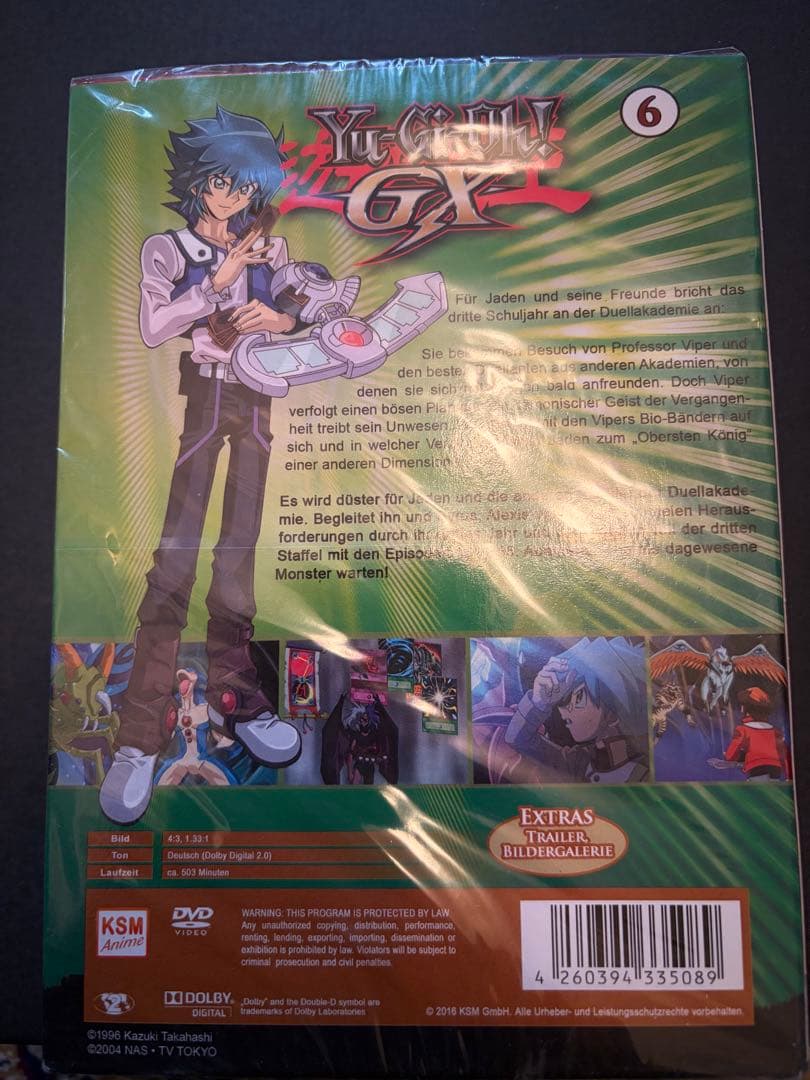 Yu-Gi-Oh!
GX
6
Für Jaden und seine Freunde bricht das
dritte Schuljahr an der Duellakademie an:
Sie Besuch von Professor Viper und
den aus anderen Akademien, von
denen sie sich bald anfreunden. Doch Viper
verfolgt einen bösen Geist der Vergangen-
heit treibt sein Unwesen. mit den Vipers Bio-Bändern auf
sich und in welcher zum „Obersten König"
einer anderen Dimension
Es wird düster für Jaden und die Duellakade-
mie. Begleitet ihn und Alexis Heraus-
forderungen durch der dritten
Staffel mit den dagewesene
Monster warten!
EXTRAS
TRAILER,
BILDERGALERIE
Bild 4:3, 1.33:1
Ton Deutsch (Dolby Digital 2.0)
Laufzeit ca. 503 Minuten
KSM
Anime
DVD
VIDEO
WARNING: THIS PROGRAM IS PROTECTED BY LAW.
Any unauthorized copying, distribution, performance,
renting, lending, exporting, importing, dissemination or
exhibition is prohibited by law. Violators will be subject to
criminal prosecution and civil penalties.
4 260394 335089
2
DOLBY
DIGITAL
„Dolby" and the Double-D symbol are
trademarks of Dolby Laboratories
© 2016 KSM GmbH. Alle Urheber- und Leistungsschutzrechte vorbehalten.
©1996 Kazuki Takahashi
©2004 NAS • TV TOKYO